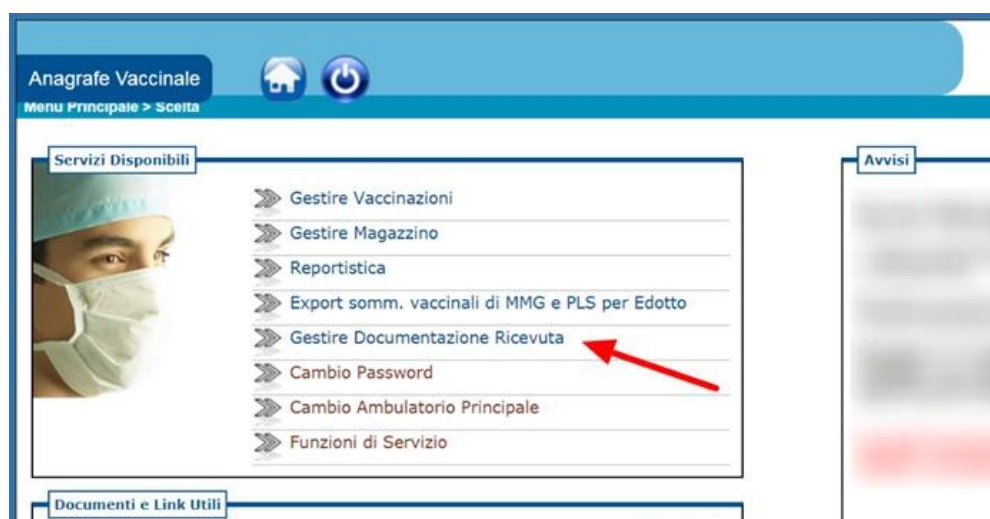 Anagrafe Vaccinale
Menu Principale > Scelta
Servizi Disponibili
Gestire Vaccinazioni
Gestire Magazzino
Reportistica
Export somm. vaccinali di MMG e PLS per Edotto
Gestire Documentazione Ricevuta
Cambio Password
Cambio Ambulatorio Principale
Funzioni di Servizio
Avvisi
Documenti e Link Utili